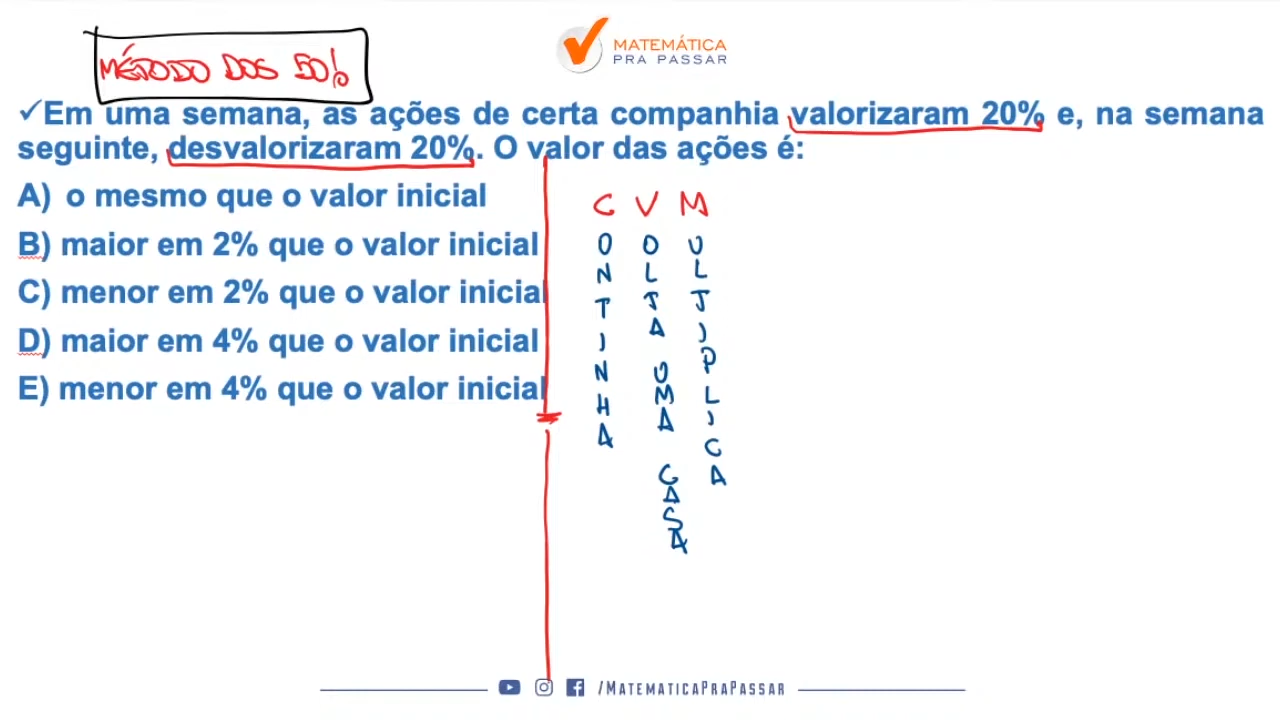 MÉTODO DOS 50!
MATEMÁTICA
PRA PASSAR
✓Em uma semana, as ações de certa companhia valorizaram 20% e, na semana
seguinte, desvalorizaram 20%. O valor das ações é:
A) o mesmo que o valor inicial
B) maior em 2% que o valor inicial
C) menor em 2% que o valor inicial
D) maior em 4% que o valor inicial
E) menor em 4% que o valor inicial
CONTINHA
VOLTA UMA CASA
MULTIPLICA
/MATEMATICAPRAPASSAR